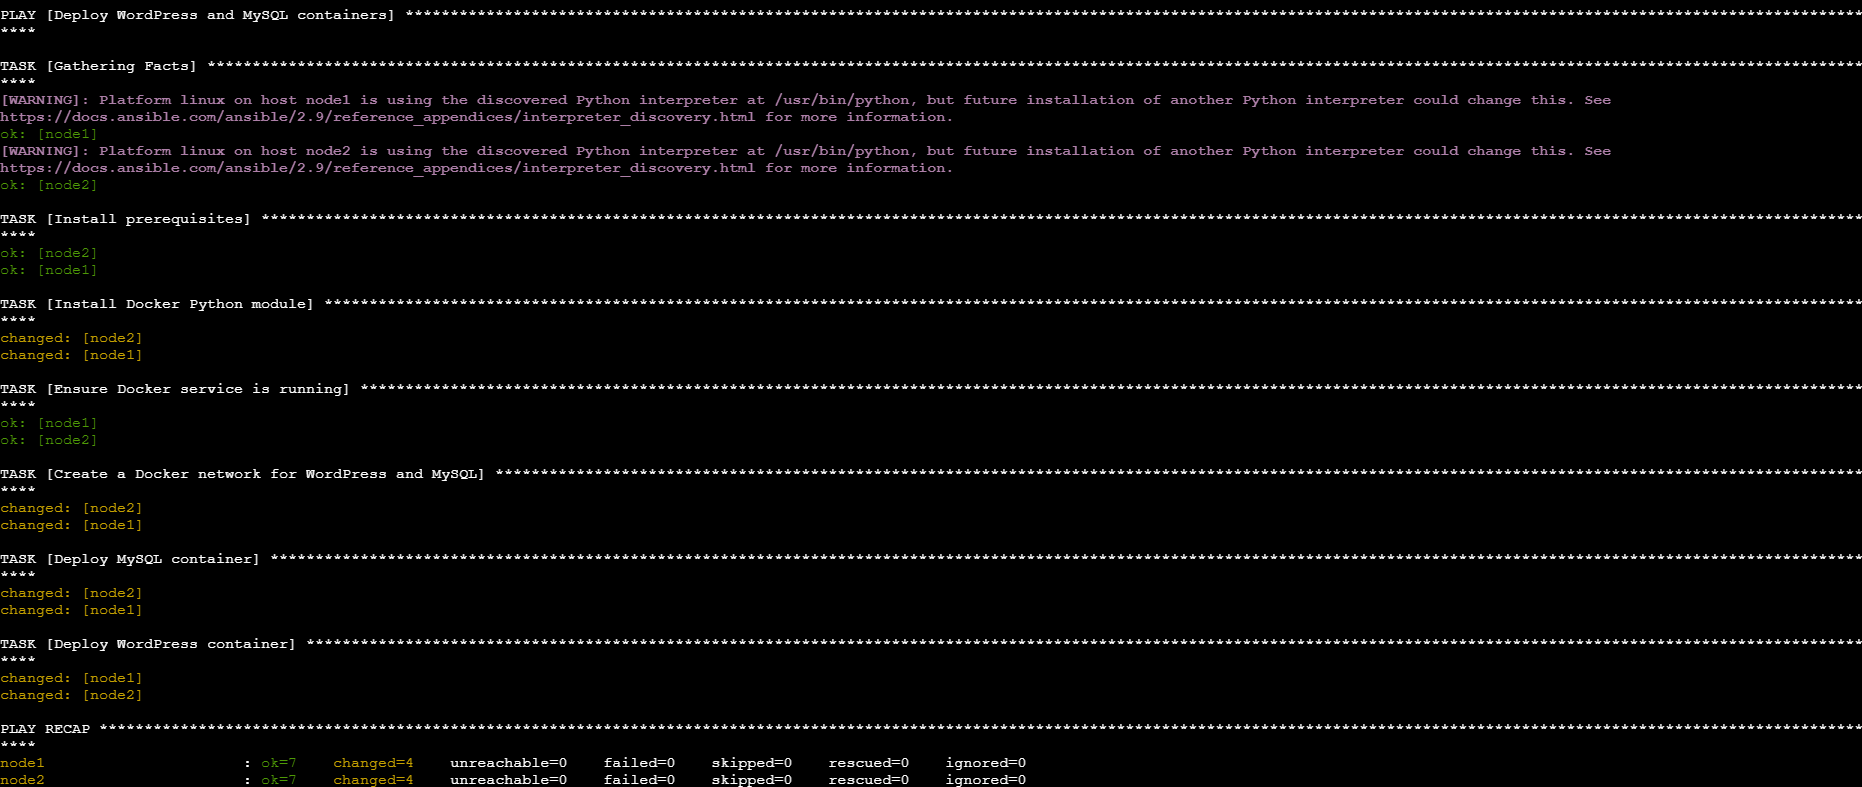 PLAY [Deploy WordPress and MySQL containers] ******************************************************************************************************************************************************************
****
TASK [Gathering Facts] ****************************************************************************************************************************************************************************************
****
[WARNING]: Platform linux on host node1 is using the discovered Python interpreter at /usr/bin/python, but future installation of another Python interpreter could change this. See
https://docs.ansible.com/ansible/2.9/reference_appendices/interpreter_discovery.html for more information.
ok: [node1]
[WARNING]: Platform linux on host node2 is using the discovered Python interpreter at /usr/bin/python, but future installation of another Python interpreter could change this. See
https://docs.ansible.com/ansible/2.9/reference_appendices/interpreter_discovery.html for more information.
ok: [node2]
TASK [Install prerequisites] **********************************************************************************************************************************************************************************
****
ok: [node2]
ok: [node1]
TASK [Install Docker Python module] ***************************************************************************************************************************************************************************
****
changed: [node2]
changed: [node1]
TASK [Ensure Docker service is running] ***********************************************************************************************************************************************************************
****
ok: [node1]
ok: [node2]
TASK [Create a Docker network for WordPress and MySQL] ********************************************************************************************************************************************************
****
changed: [node2]
changed: [node1]
TASK [Deploy MySQL container] *********************************************************************************************************************************************************************************
****
changed: [node2]
changed: [node1]
TASK [Deploy WordPress container] *****************************************************************************************************************************************************************************
****
changed: [node1]
changed: [node2]
PLAY RECAP ****************************************************************************************************************************************************************************************************
****
node1                      : ok=7    changed=4    unreachable=0    failed=0    skipped=0    rescued=0    ignored=0
node2                      : ok=7    changed=4    unreachable=0    failed=0    skipped=0    rescued=0    ignored=0